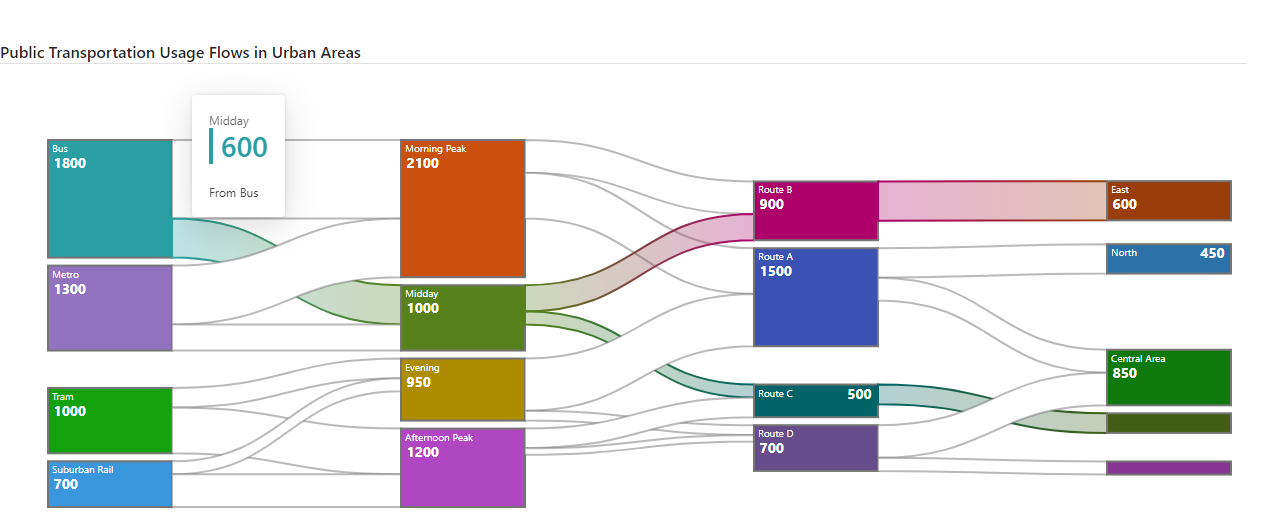 Public Transportation Usage Flows in Urban Areas
Midday
600
From Bus
Bus
1800
Metro
1300
Tram
1000
Suburban Rail
700
Morning Peak
2100
Midday
1000
Evening
950
Afternoon Peak
1200
Route B
900
Route A
1500
Route C 500
Route D
700
East
600
North 450
Central Area
850